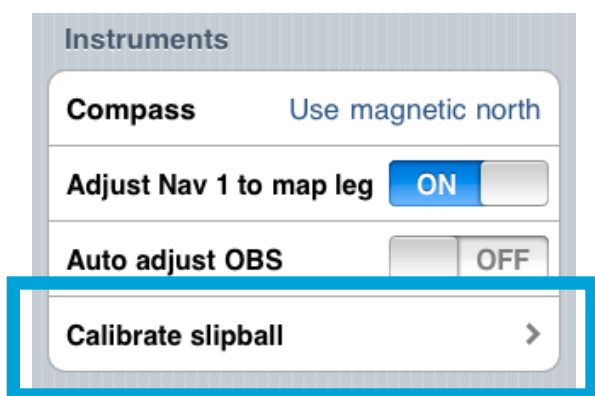 Instruments
Compass Use magnetic north
Adjust Nav 1 to map leg ON
Auto adjust OBS OFF
Calibrate slipball